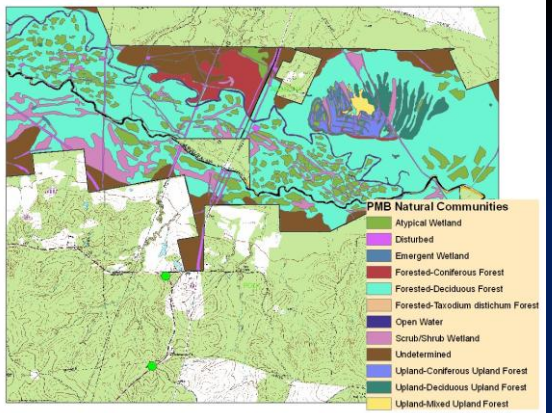 PMB Natural Communities
Atypical Wetland
Disturbed
Emergent Wetland
Forested-Coniferous Forest
Forested-Deciduous Forest
Forested-Taxodium distichum Forest
Open Water
Scrub/Shrub Wetland
Undetermined
Upland-Coniferous Upland Forest
Upland-Deciduous Upland Forest
Upland-Mixed Upland Forest